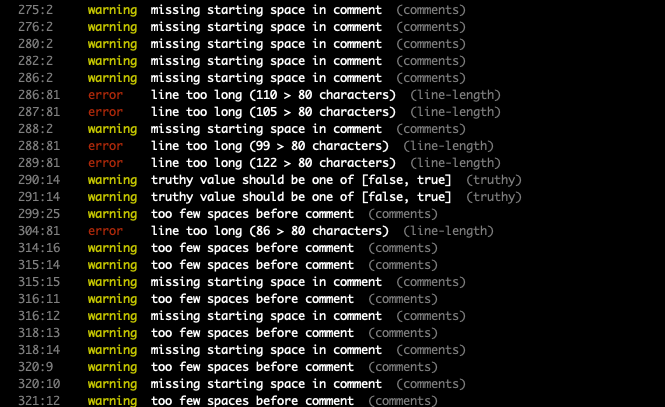 275:2 warning missing starting space in comment (comments)
276:2 warning missing starting space in comment (comments)
280:2 warning missing starting space in comment (comments)
282:2 warning missing starting space in comment (comments)
286:2 warning missing starting space in comment (comments)
286:81 error line too long (110 > 80 characters) (line-length)
287:81 error line too long (105 > 80 characters) (line-length)
288:2 warning missing starting space in comment (comments)
288:81 error line too long (99 > 80 characters) (line-length)
289:81 error line too long (122 > 80 characters) (line-length)
290:14 warning truthy value should be one of [false, true] (truthy)
291:14 warning truthy value should be one of [false, true] (truthy)
299:25 warning too few spaces before comment (comments)
304:81 error line too long (86 > 80 characters) (line-length)
314:16 warning too few spaces before comment (comments)
315:14 warning too few spaces before comment (comments)
315:15 warning missing starting space in comment (comments)
316:11 warning too few spaces before comment (comments)
316:12 warning missing starting space in comment (comments)
318:13 warning too few spaces before comment (comments)
318:14 warning missing starting space in comment (comments)
320:9 warning too few spaces before comment (comments)
320:10 warning missing starting space in comment (comments)
321:12 warning too few spaces before comment (comments)